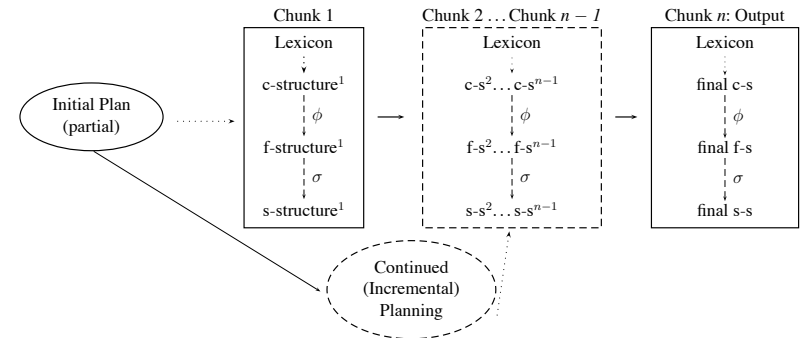 Chunk 1
Chunk 2 … Chunk n − 1
Chunk n: Output
Lexicon
Lexicon
Lexicon
c-structure¹
c-s²… c-sⁿ⁻¹
final c-s
Initial Plan
(partial)
ϕ
ϕ
ϕ
f-structure¹
f-s²… f-sⁿ⁻¹
final f-s
σ
σ
σ
s-structure¹
s-s²… s-sⁿ⁻¹
final s-s
Continued
(Incremental)
Planning